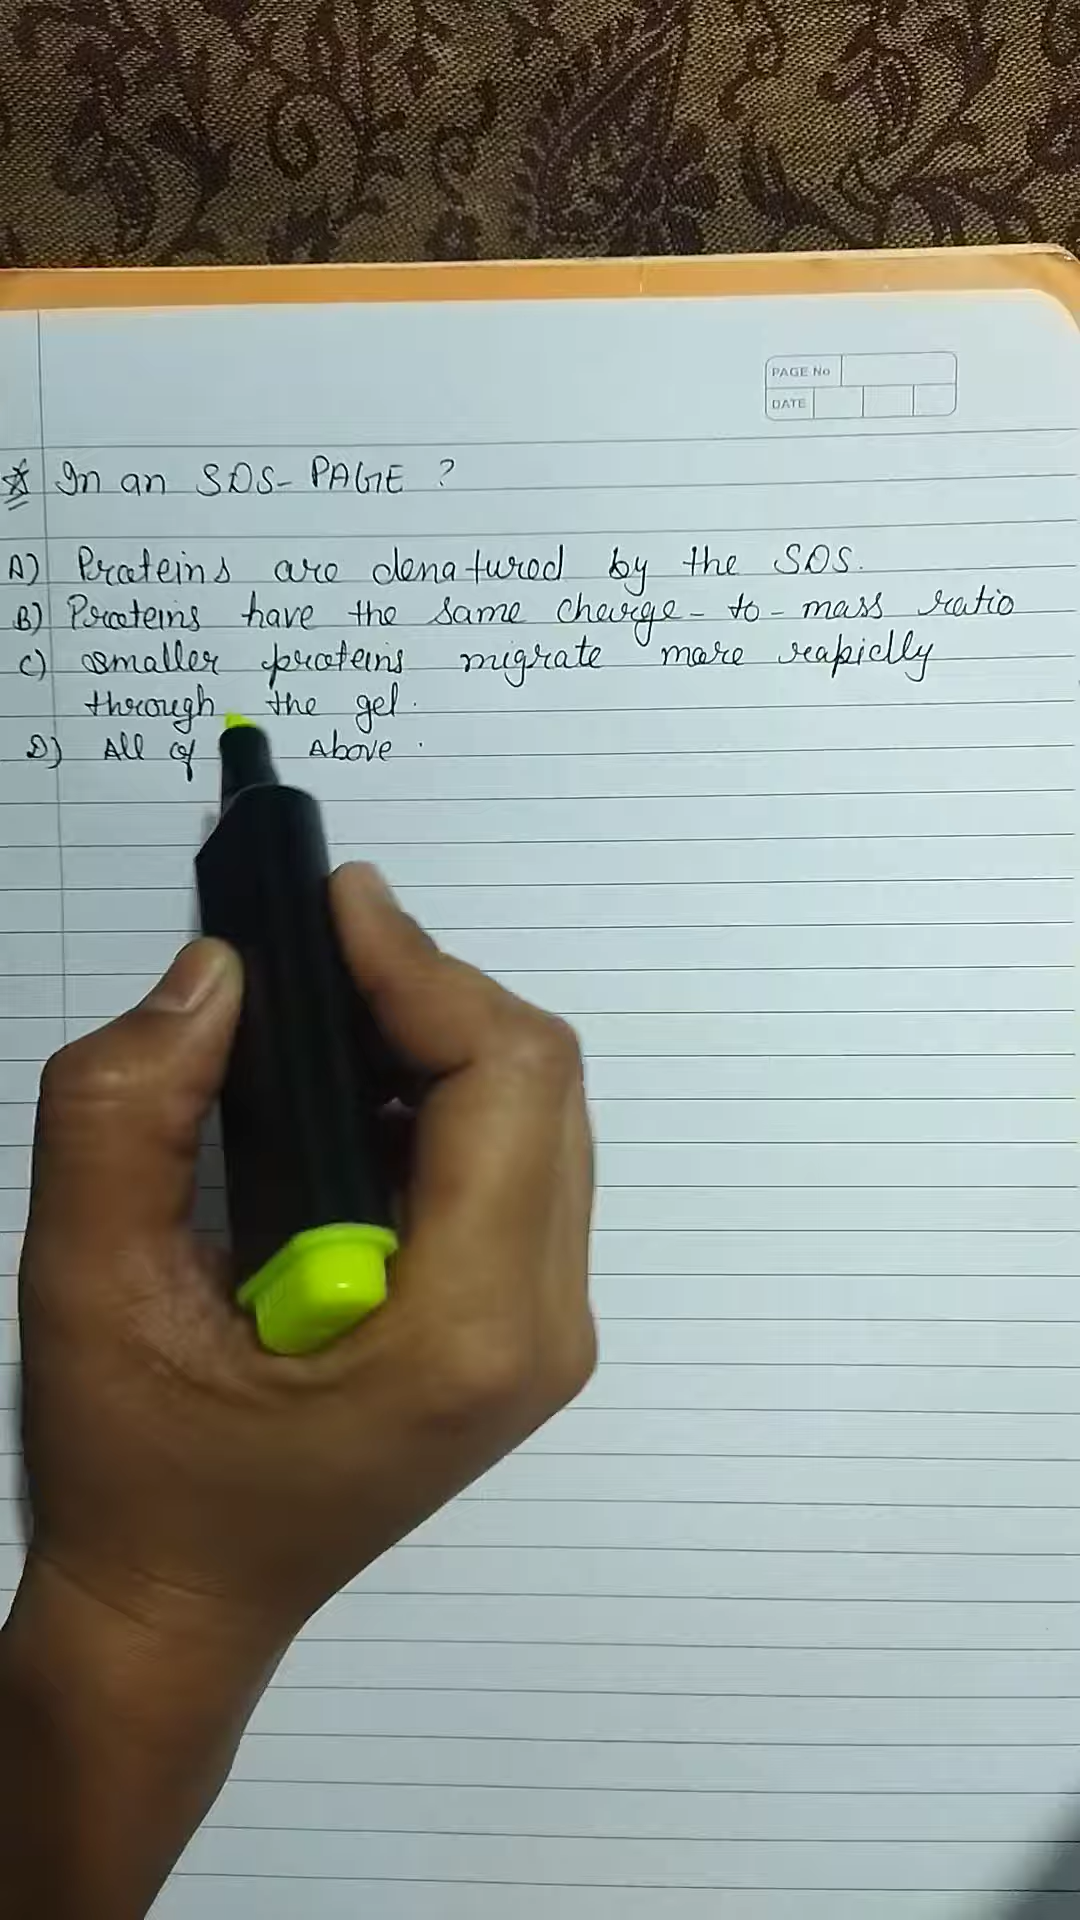 PAGE No
DATE
In an SDS- PAGE ?
A) Proteins are denatured by the SDS.
B) Proteins have the same charge- to- mass ratio
C) smaller proteins migrate more rapidly
through the gel.
D) All of Above.